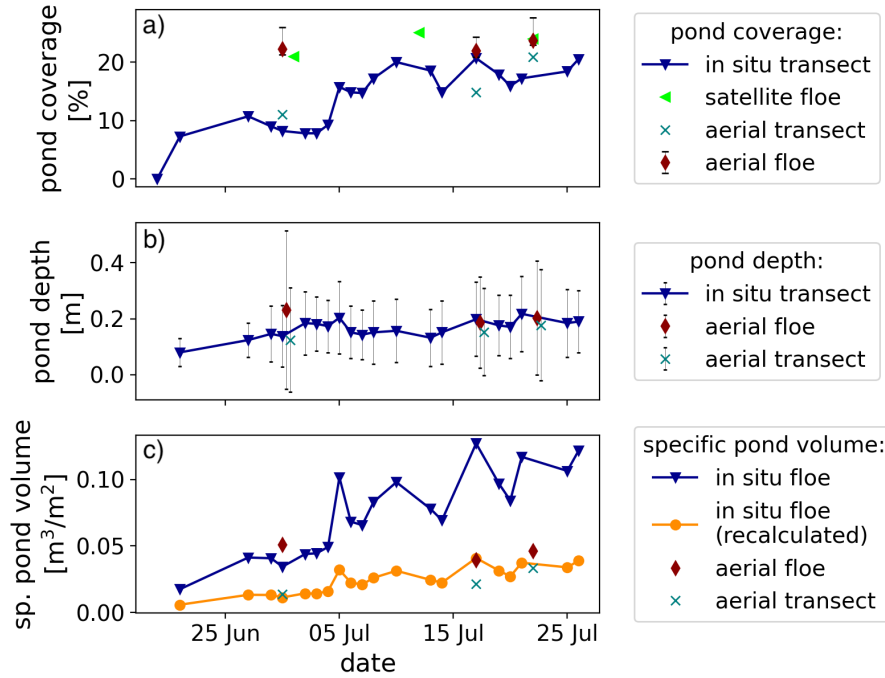 a)
pond coverage
[%]
20
10
0
pond coverage:
in situ transect
satellite floe
aerial transect
aerial floe
b)
pond depth
[m]
0.4
0.2
0.0
pond depth:
in situ transect
aerial floe
aerial transect
c)
sp. pond volume
[m³/m²]
0.10
0.05
0.00
25 Jun
05 Jul
15 Jul
25 Jul
date
specific pond volume:
in situ floe
in situ floe
(recalculated)
aerial floe
aerial transect